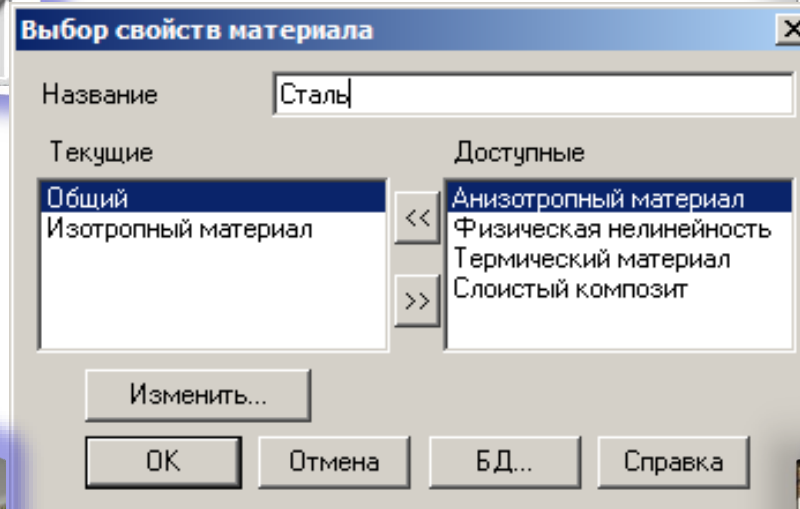 Выбор свойств материала
Название
Сталь
Текущие
Доступные
Общий
Изотропный материал
<<
>>
Анизотропный материал
Физическая нелинейность
Термический материал
Слоистый композит
Изменить...
OK
Отмена
БД...
Справка